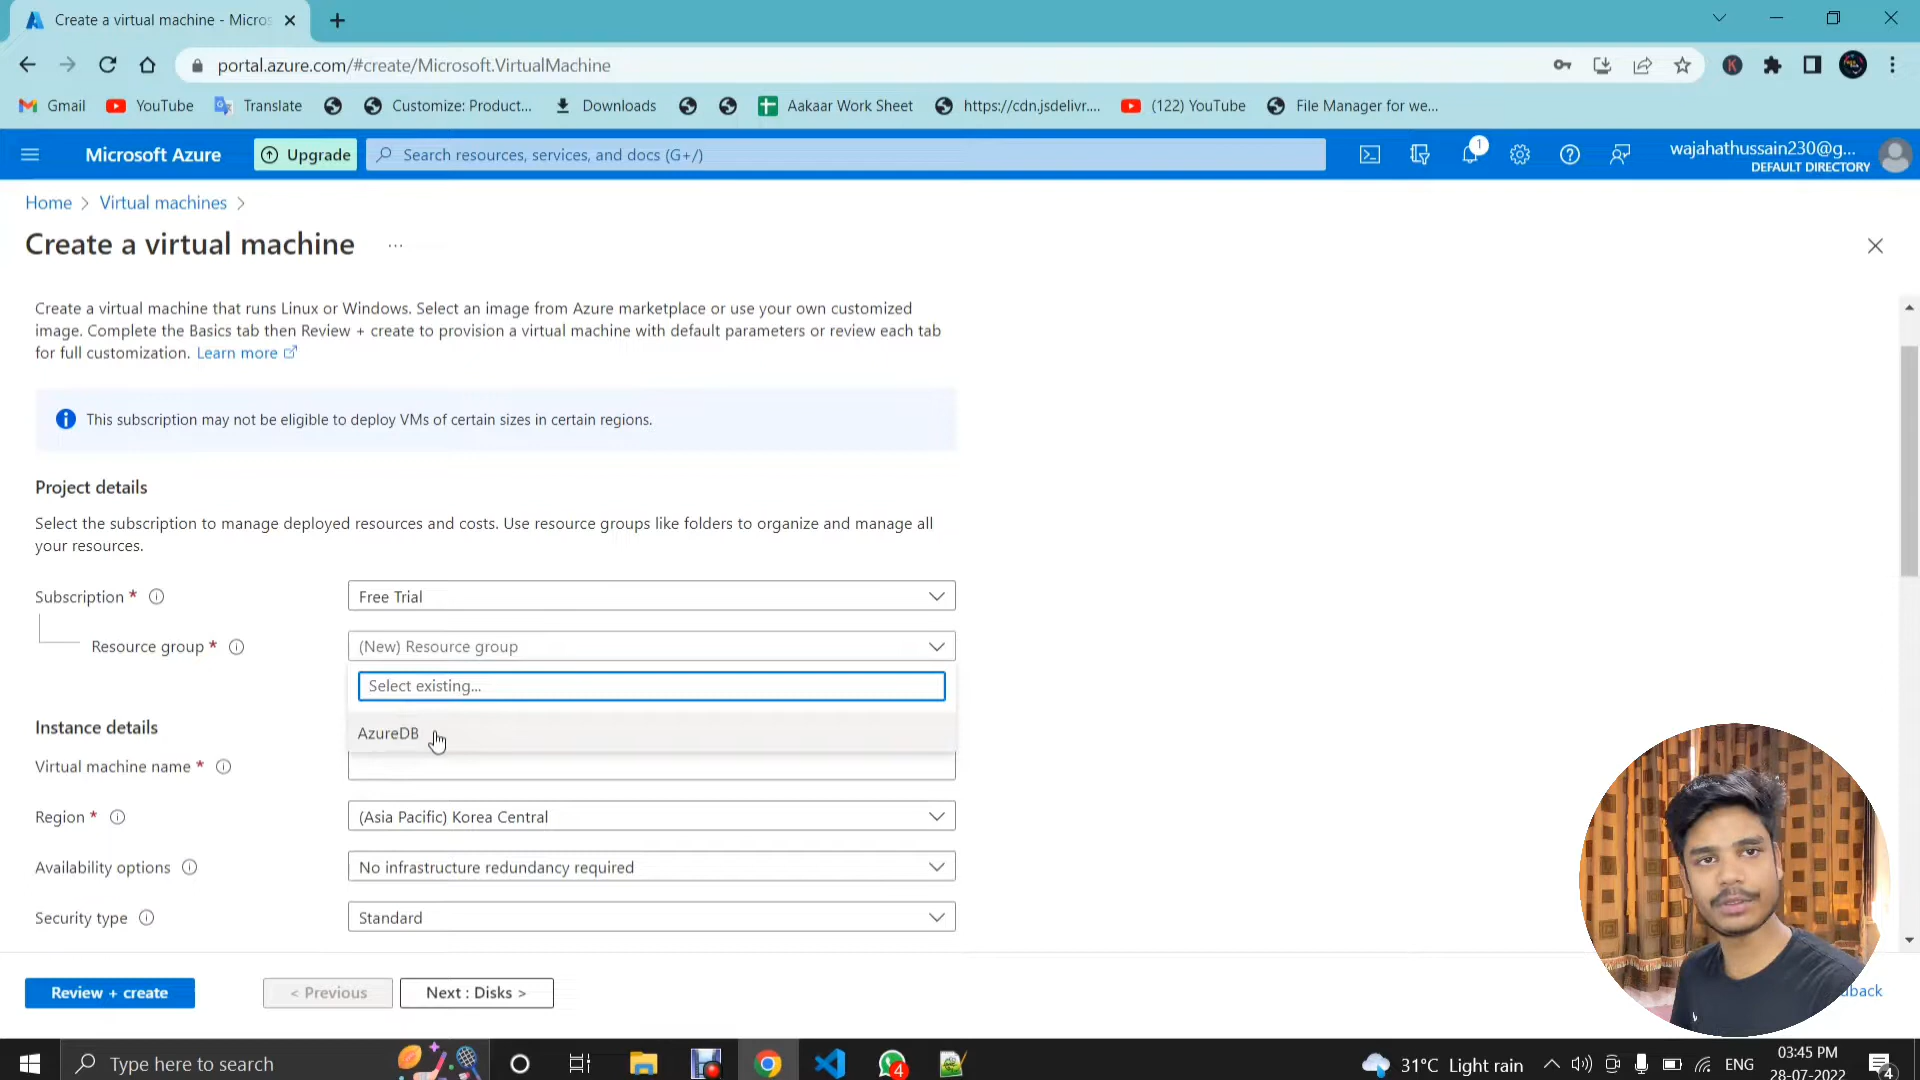 Create a virtual machine - Micros
portal.azure.com/#create/Microsoft.VirtualMachine
Gmail YouTube Translate Customize: Product... Downloads Aakaar Work Sheet https://cdn.jsdelivr.... (122) YouTube File Manager for we...
Microsoft Azure Upgrade Search resources, services, and docs (G+/) 1 wajahathussain230@g...
DEFAULT DIRECTORY
Home > Virtual machines >
Create a virtual machine ...
Create a virtual machine that runs Linux or Windows. Select an image from Azure marketplace or use your own customized
image. Complete the Basics tab then Review + create to provision a virtual machine with default parameters or review each tab
for full customization. Learn more
This subscription may not be eligible to deploy VMs of certain sizes in certain regions.
Project details
Select the subscription to manage deployed resources and costs. Use resource groups like folders to organize and manage all
your resources.
Subscription * Free Trial
Resource group * (New) Resource group
Select existing...
AzureDB
Instance details
Virtual machine name *
Region * (Asia Pacific) Korea Central
Availability options No infrastructure redundancy required
Security type Standard
Review + create < Previous Next : Disks >
Type here to search 4 31°C Light rain ENG 03:45 PM
28-07-2022 4